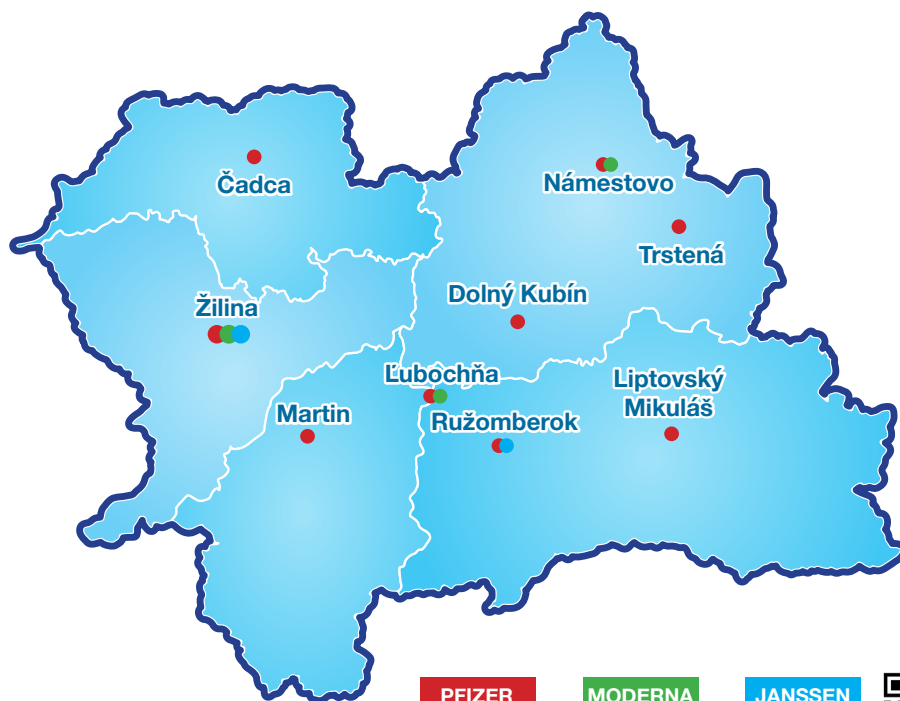 Čadca
Námestovo
Trstená
Dolný Kubín
Žilina
Ľubochňa
Liptovský
Mikuláš
Martin
Ružomberok
PFIZER
MODERNA
JANSSEN